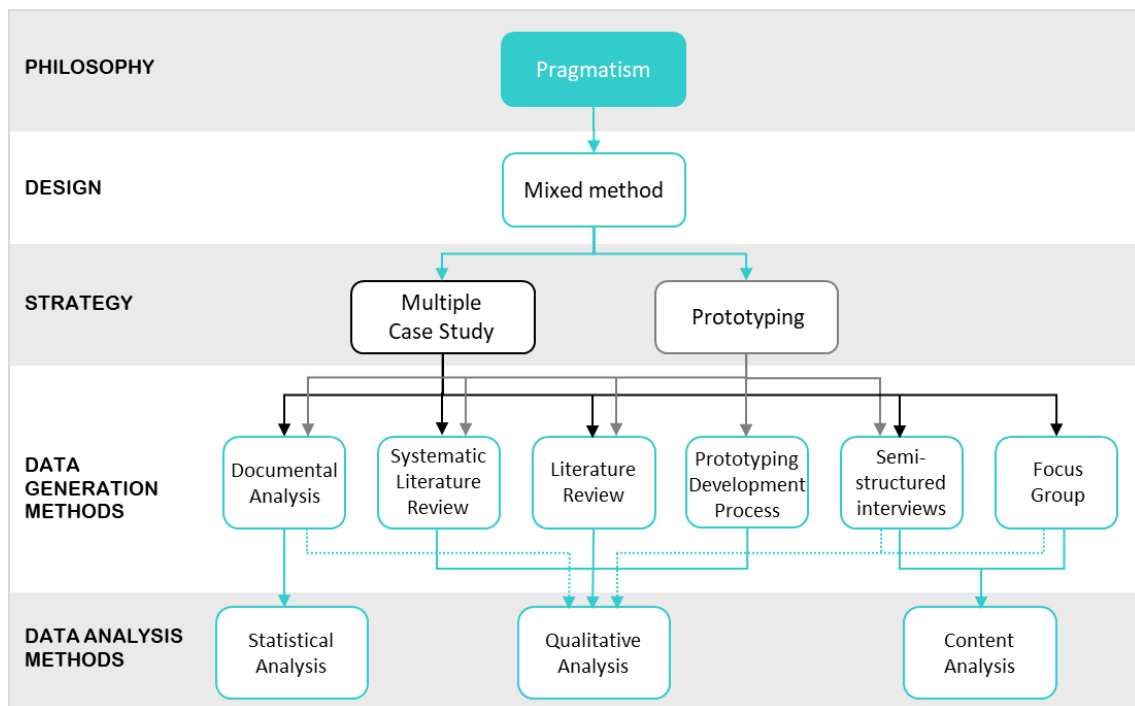 PHILOSOPHY
Pragmatism
DESIGN
Mixed method
STRATEGY
Multiple
Case Study
Prototyping
DATA
GENERATION
METHODS
Documental
Analysis
Systematic
Literature
Review
Literature
Review
Prototyping
Development
Process
Semi-
structured
interviews
Focus
Group
DATA ANALYSIS
METHODS
Statistical
Analysis
Qualitative
Analysis
Content
Analysis